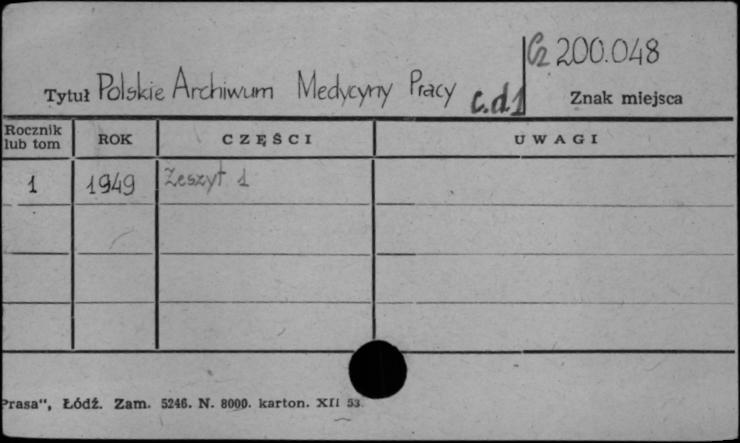 Cz 200.048
Tytuł Polskie Archiwum Medycyny Pracy c.d.1 Znak miejsca
Rocznik lub tom ROK CZĘŚCI UWAGI
1 1949 Zeszyt 1
Prasa", Łódź. Zam. 5246. N. 8000. karton. XII 53.